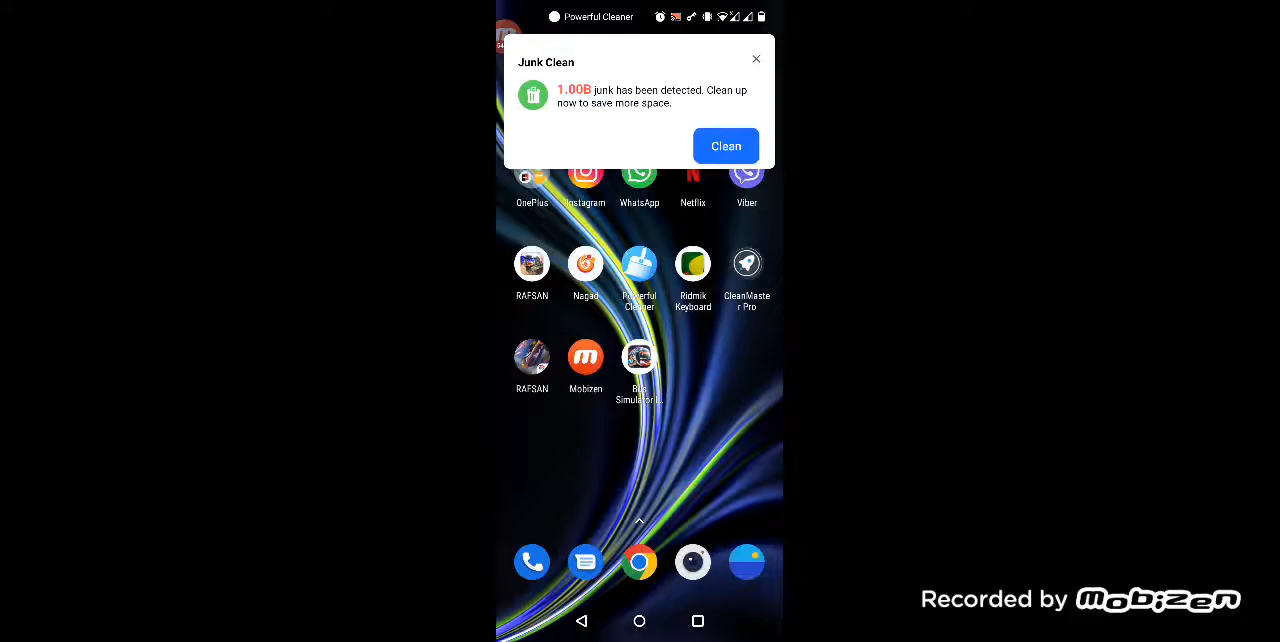 Powerful Cleaner
Junk Clean
1.00B junk has been detected. Clean up
now to save more space.
Clean
OnePlus
Instagram
WhatsApp
Netflix
Viber
RAFSAN
Nagad
Powerful
Cleaner
Ridmik
Keyboard
CleanMaste
r Pro
RAFSAN
Mobizen
Bus
Simulator I...
Recorded by mobizen